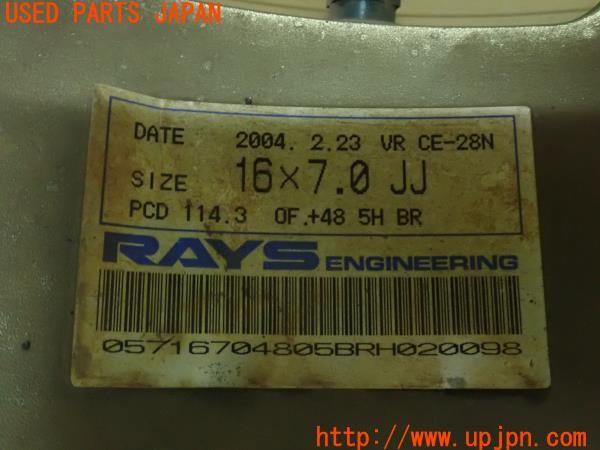 USED PARTS JAPAN
DATE 2004. 2.23 VR CE-28N
SIZE 16×7.0 JJ
PCD 114.3 OF.+48 5H BR
RAYS ENGINEERING
05716704805BRH020098
UPJ
http://www.upjpn.com/